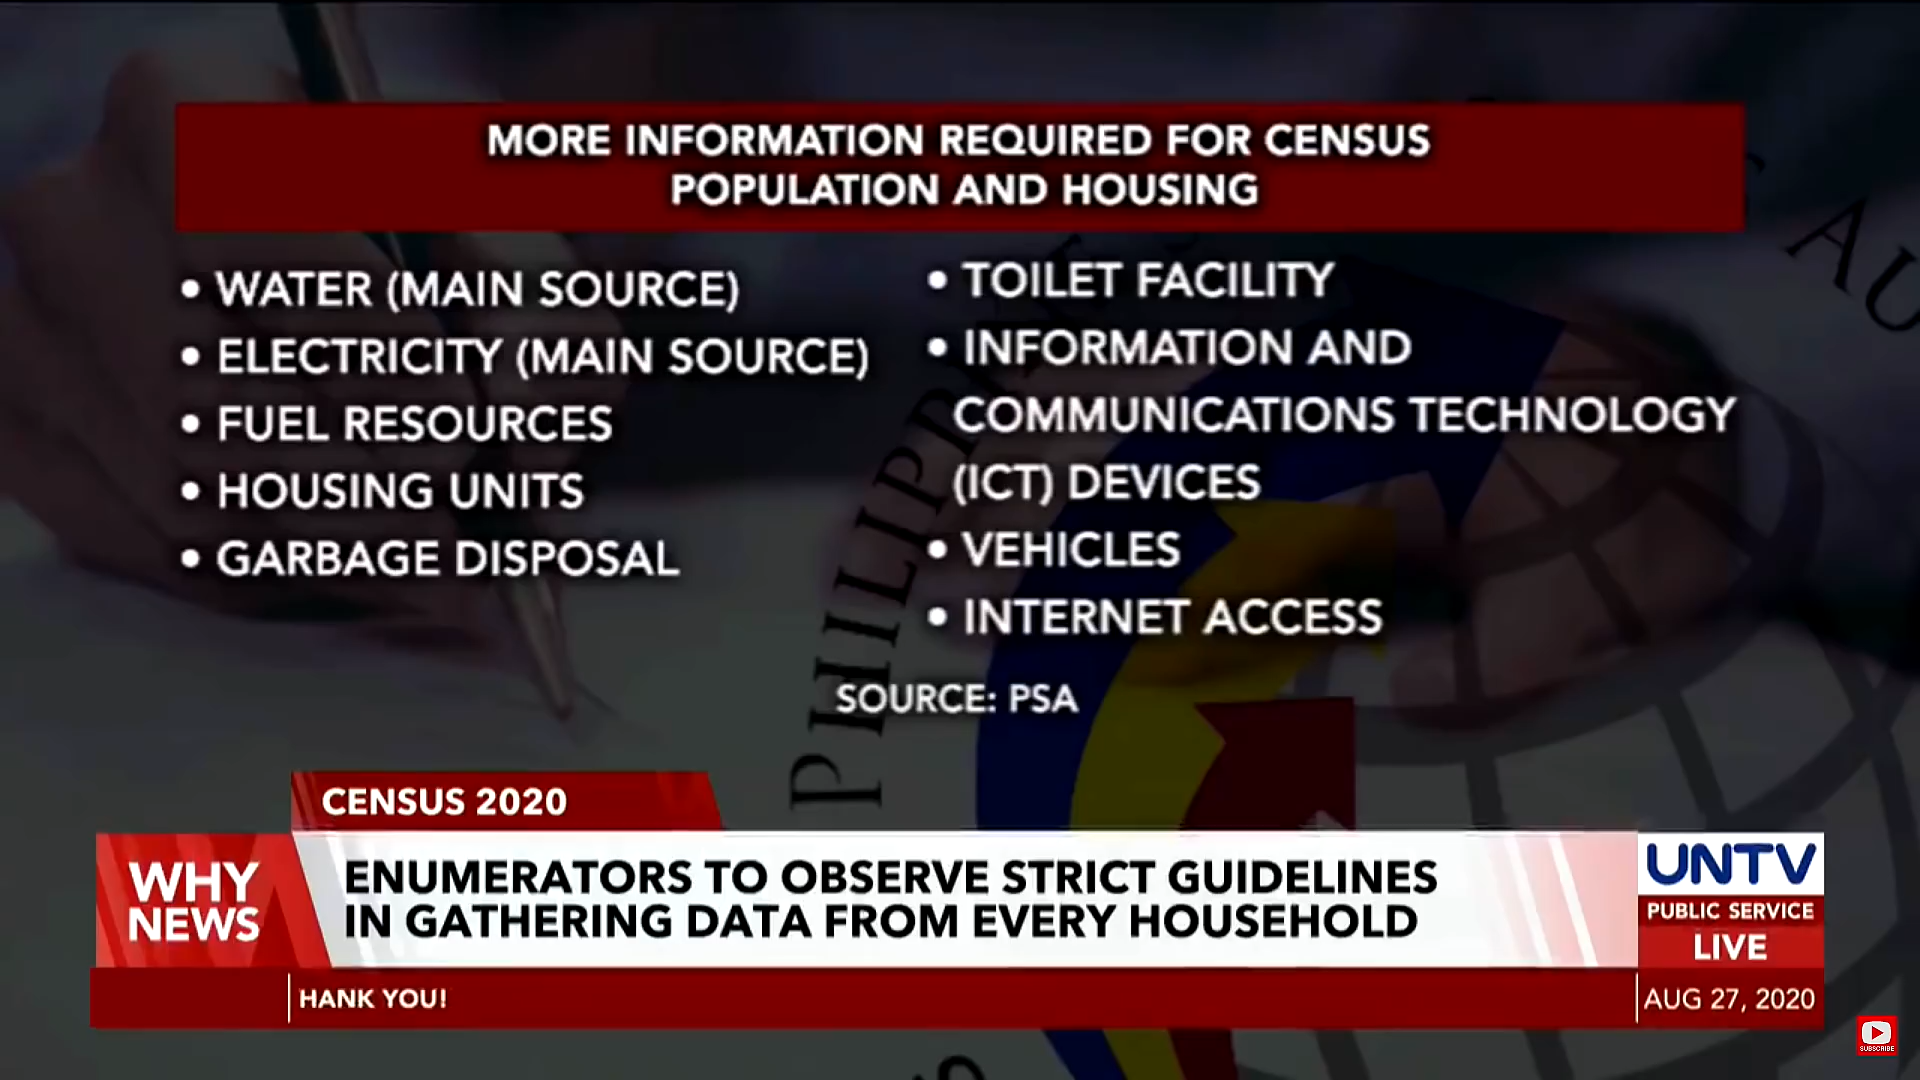 MORE INFORMATION REQUIRED FOR CENSUS
POPULATION AND HOUSING
• WATER (MAIN SOURCE)
• ELECTRICITY (MAIN SOURCE)
• FUEL RESOURCES
• HOUSING UNITS
• GARBAGE DISPOSAL
• TOILET FACILITY
• INFORMATION AND
COMMUNICATIONS TECHNOLOGY
(ICT) DEVICES
• VEHICLES
• INTERNET ACCESS
SOURCE: PSA
CENSUS 2020
WHY
NEWS
ENUMERATORS TO OBSERVE STRICT GUIDELINES
IN GATHERING DATA FROM EVERY HOUSEHOLD
UNTV
PUBLIC SERVICE
LIVE
HANK YOU!
AUG 27, 2020
SUBSCRIBE